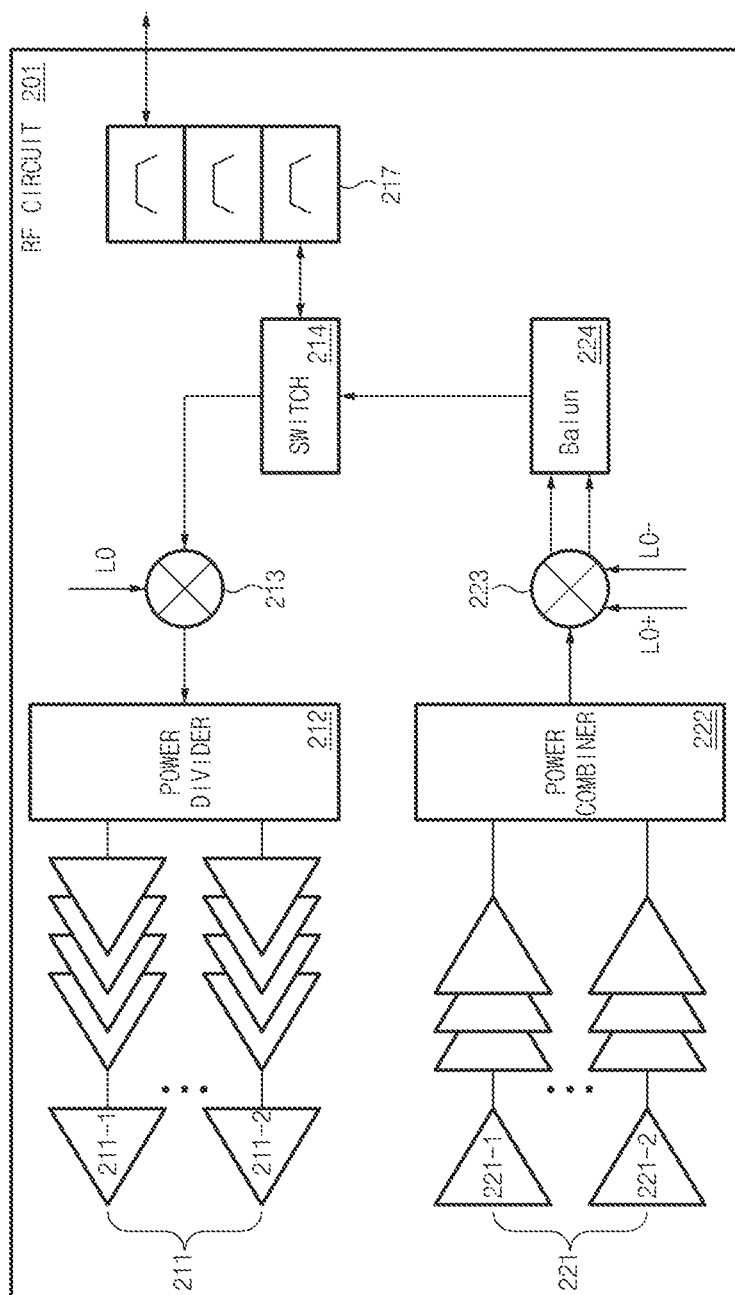 RF CIRCUIT 201
217
SWITCH
214
LO
213
POWER
DIVIDER
212
211-1
211-2
211
Balun
224
223
LO+
LO-
POWER
COMBINER
222
221-1
221-2
221